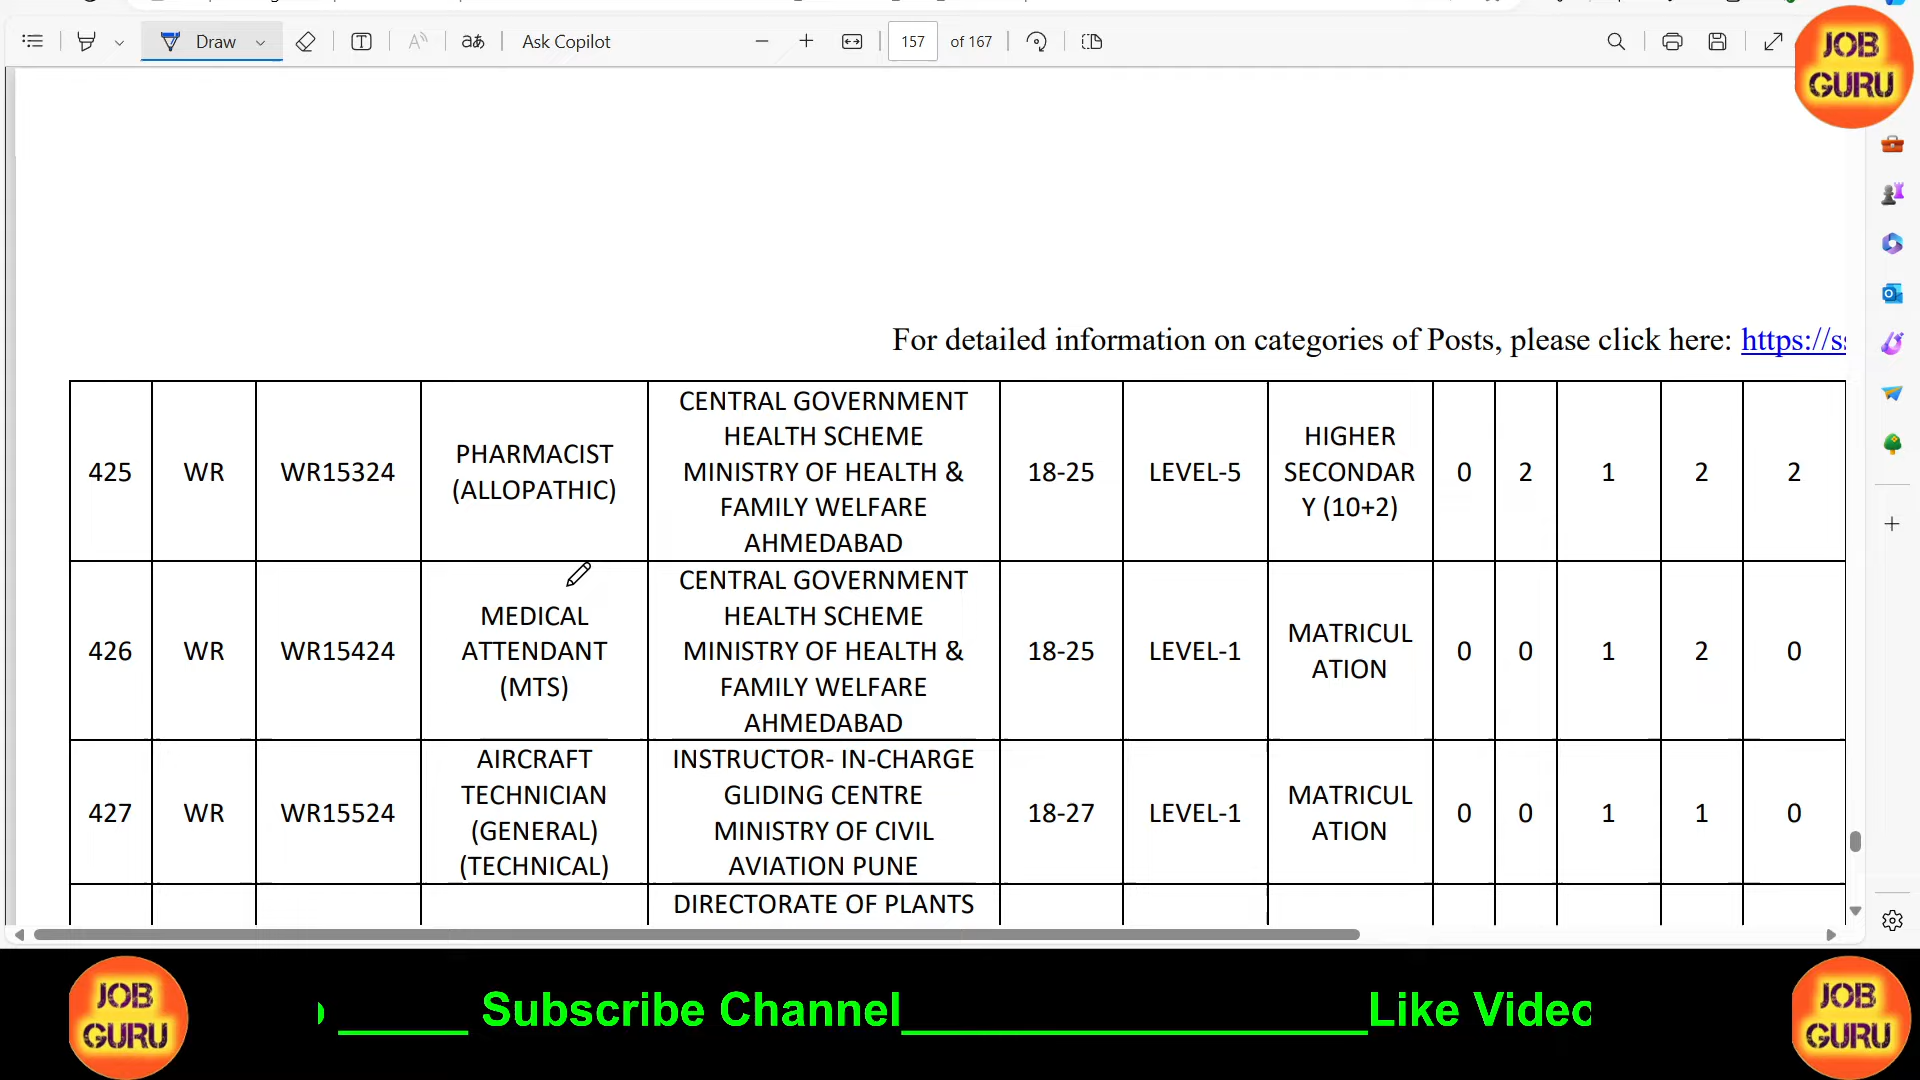 Draw
Ask Copilot
157 of 167
JOB
GURU
For detailed information on categories of Posts, please click here: https://s
425 WR WR15324 PHARMACIST (ALLOPATHIC) CENTRAL GOVERNMENT HEALTH SCHEME MINISTRY OF HEALTH & FAMILY WELFARE AHMEDABAD 18-25 LEVEL-5 HIGHER SECONDAR Y (10+2) 0 2 1 2 2
426 WR WR15424 MEDICAL ATTENDANT (MTS) CENTRAL GOVERNMENT HEALTH SCHEME MINISTRY OF HEALTH & FAMILY WELFARE AHMEDABAD 18-25 LEVEL-1 MATRICUL ATION 0 0 1 2 0
427 WR WR15524 AIRCRAFT TECHNICIAN (GENERAL) (TECHNICAL) INSTRUCTOR- IN-CHARGE GLIDING CENTRE MINISTRY OF CIVIL AVIATION PUNE 18-27 LEVEL-1 MATRICUL ATION 0 0 1 1 0
DIRECTORATE OF PLANTS
JOB
GURU
_____ Subscribe Channel_________________Like Video
JOB
GURU